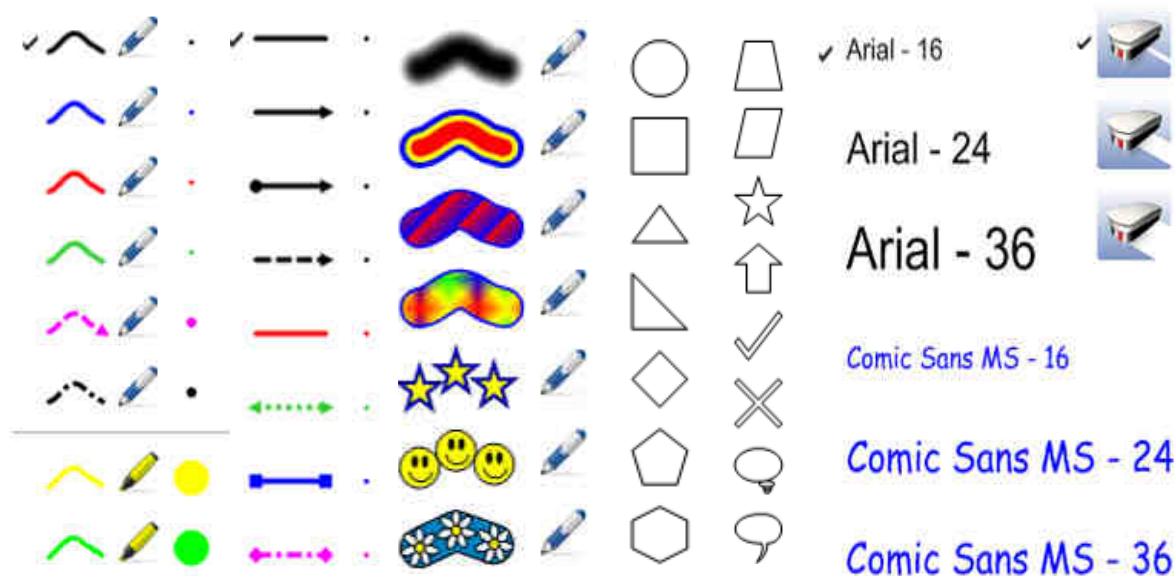 Arial - 16
Arial - 24
Arial - 36
Comic Sans MS - 16
Comic Sans MS - 24
Comic Sans MS - 36